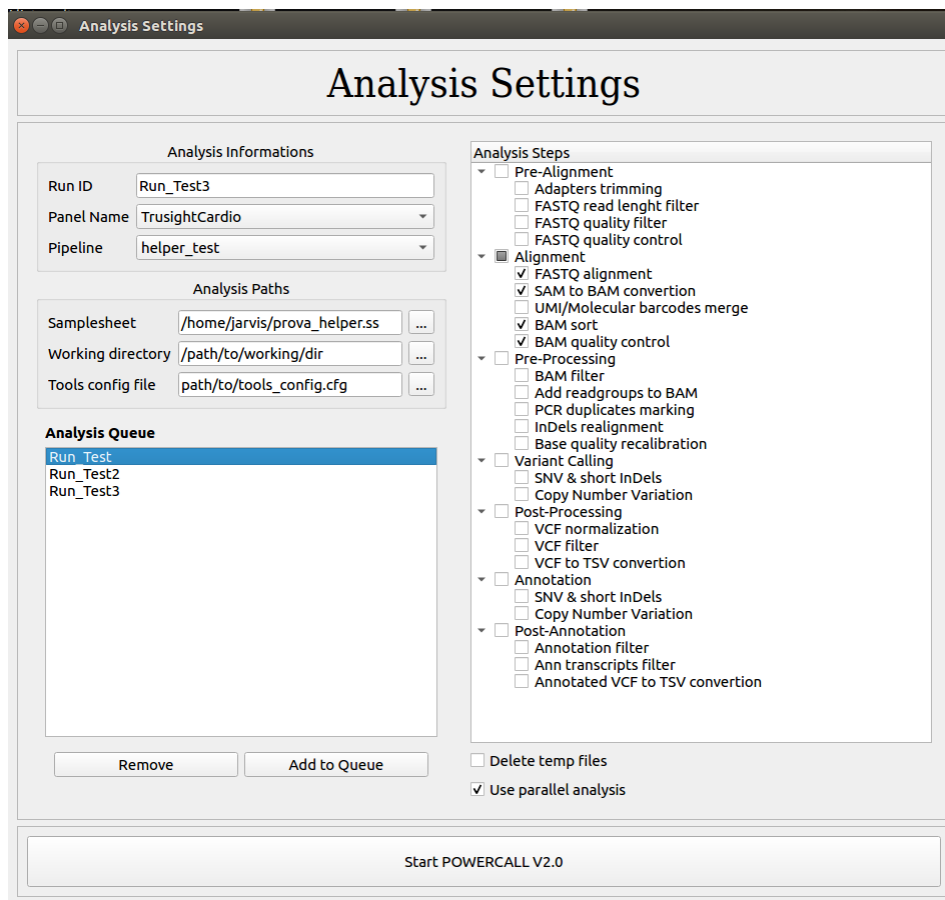 Analysis Settings
Analysis Settings
Analysis Informations
Run ID
Run_Test3
Panel Name
TrusightCardio
Pipeline
helper_test
Analysis Paths
Samplesheet
/home/jarvis/prova_helper.ss
...
Working directory
/path/to/working/dir
...
Tools config file
path/to/tools_config.cfg
...
Analysis Queue
Run_Test
Run_Test2
Run_Test3
Remove
Add to Queue
Analysis Steps
Pre-Alignment
Adapters trimming
FASTQ read lenght filter
FASTQ quality filter
FASTQ quality control
Alignment
FASTQ alignment
SAM to BAM convertion
UMI/Molecular barcodes merge
BAM sort
BAM quality control
Pre-Processing
BAM filter
Add readgroups to BAM
PCR duplicates marking
InDels realignment
Base quality recalibration
Variant Calling
SNV & short InDels
Copy Number Variation
Post-Processing
VCF normalization
VCF filter
VCF to TSV convertion
Annotation
SNV & short InDels
Copy Number Variation
Post-Annotation
Annotation filter
Ann transcripts filter
Annotated VCF to TSV convertion
Delete temp files
Use parallel analysis
Start POWERCALL V2.0